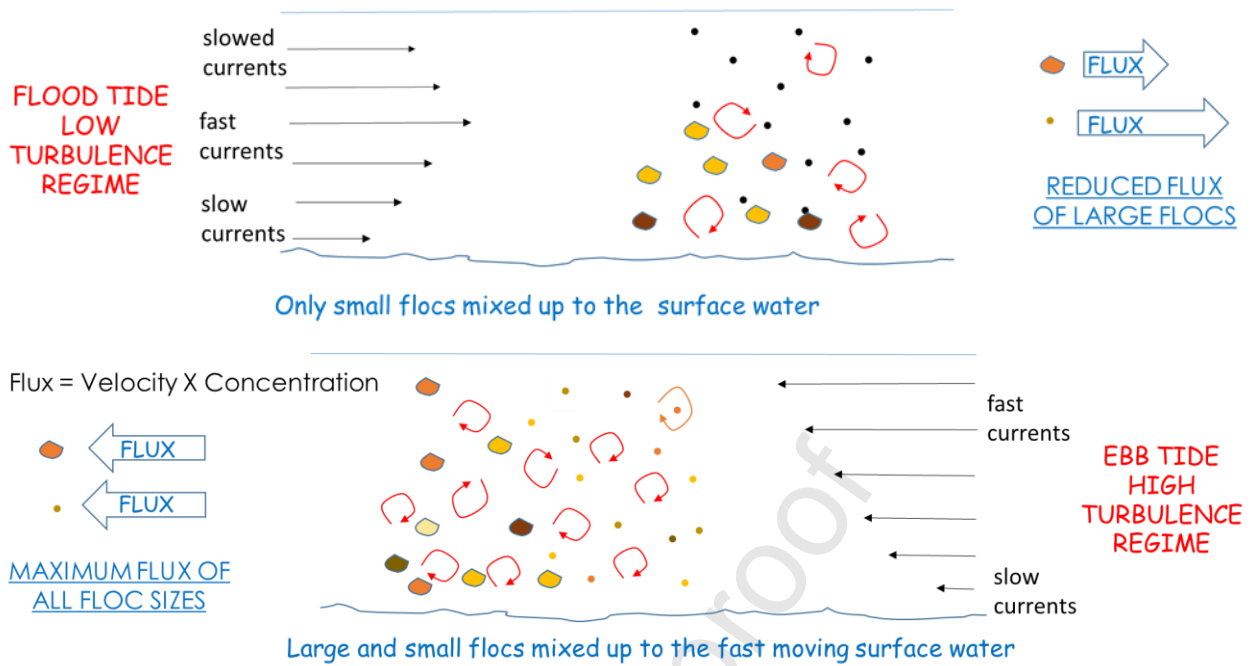 slowed
currents
FLOOD TIDE
LOW
TURBULENCE
REGIME
fast
currents
slow
currents
FLUX
FLUX
REDUCED FLUX
OF LARGE FLOCS
Only small flocs mixed up to the surface water
Flux = Velocity X Concentration
FLUX
FLUX
MAXIMUM FLUX OF
ALL FLOC SIZES
fast
currents
EBB TIDE
HIGH
TURBULENCE
REGIME
slow
currents
proof
Large and small flocs mixed up to the fast moving surface water